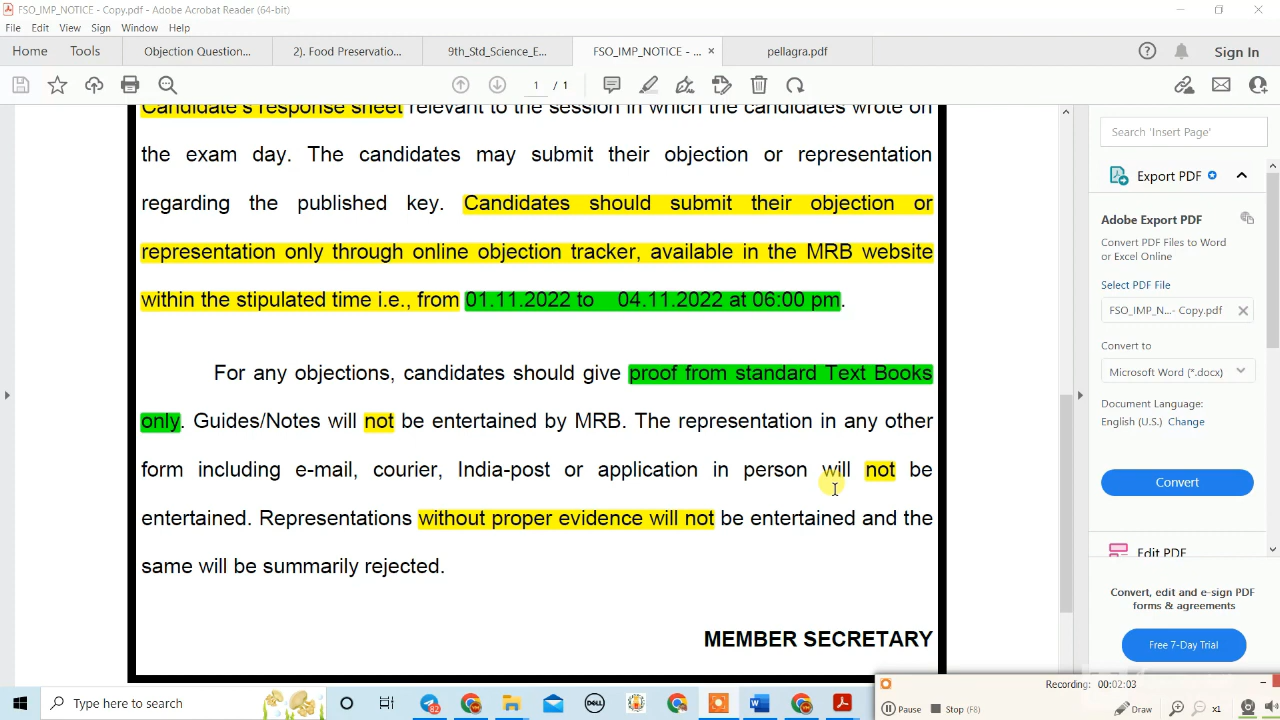 FSO_IMP_NOTICE - Copy.pdf - Adobe Acrobat Reader (64-bit)
File Edit View Sign Window Help
Home Tools Objection Question... 2). Food Preservatio... 9th_Std_Science_E... FSO_IMP_NOTICE - ... × pellagra.pdf Sign In
1 / 1
Candidate's response sheet relevant to the session in which the candidates wrote on
the exam day. The candidates may submit their objection or representation
regarding the published key. Candidates should submit their objection or
representation only through online objection tracker, available in the MRB website
within the stipulated time i.e., from 01.11.2022 to 04.11.2022 at 06:00 pm.
For any objections, candidates should give proof from standard Text Books
only. Guides/Notes will not be entertained by MRB. The representation in any other
form including e-mail, courier, India-post or application in person will not be
entertained. Representations without proper evidence will not be entertained and the
same will be summarily rejected.
MEMBER SECRETARY
Search 'Insert Page'
Export PDF
Adobe Export PDF
Convert PDF Files to Word
or Excel Online
Select PDF File
FSO_IMP_N...- Copy.pdf
Convert to
Microsoft Word (*.docx)
Document Language:
English (U.S.) Change
Convert
Edit PDF
Convert, edit and e-sign PDF
forms & agreements
Free 7-Day Trial
Recording: 00:02:03
Pause Stop (F8) Draw x1
Type here to search
82
DELL